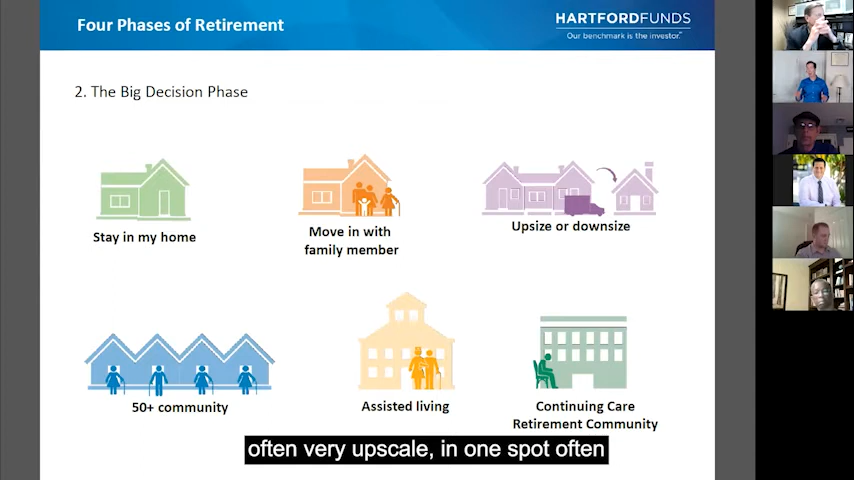 Four Phases of Retirement
HARTFORDFUNDS
Our benchmark is the investor.℠
2. The Big Decision Phase
Stay in my home
Move in with
family member
Upsize or downsize
50+ community
Assisted living
Continuing Care
Retirement Community
often very upscale, in one spot often